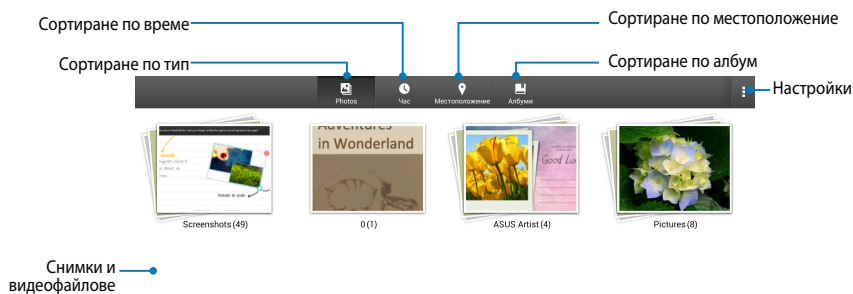 Сортиране по време
Сортиране по местоположение
Сортиране по тип
Сортиране по албум
Настройки
Photos
Час
Местоположение
Албуми
Adventures
in Wonderland
Good
Screenshots (49)
0 (1)
ASUS Artist (4)
Pictures (8)
Снимки и
видеофайлове